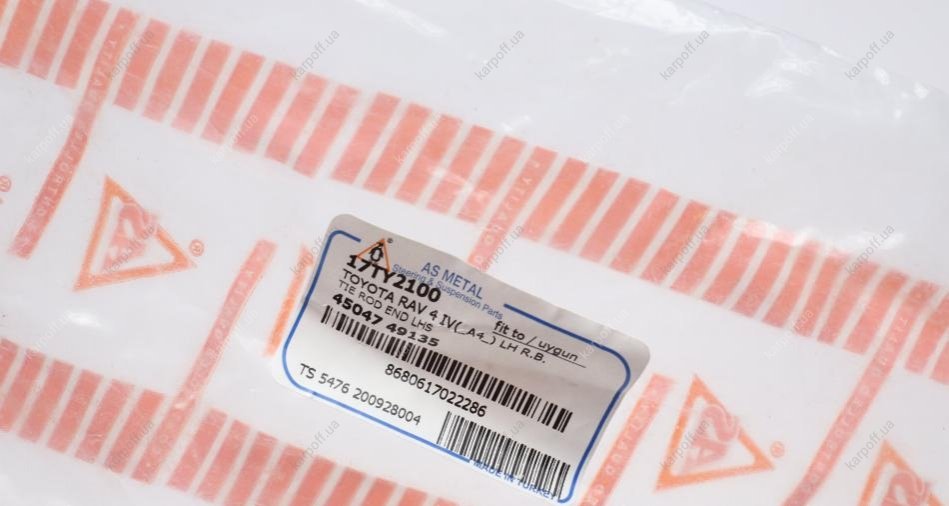 AS METAL
Steering & Suspension Parts
17TY2100
fit to / uygun
TOYOTA RAV 4 IV(_A4_) LH R.B.
TIE ROD END LHS
45047 49135
8680617022286
TS 5476 200928004
MADE IN TURKEY
karpoff.ua